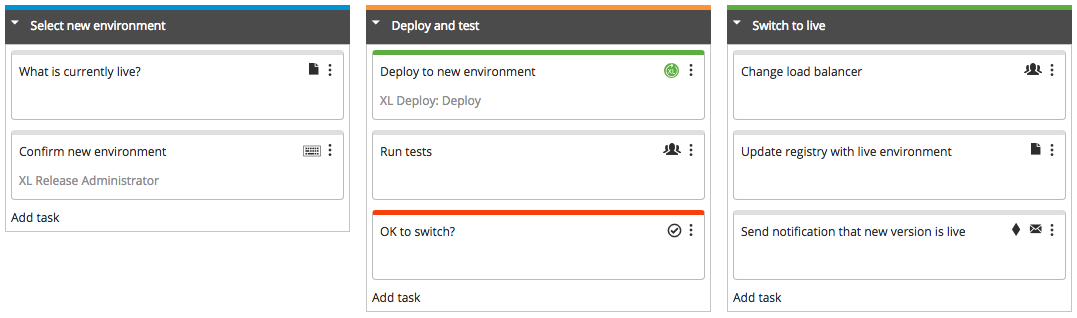 Select new environment
What is currently live?
Confirm new environment
XL Release Administrator
Add task
Deploy and test
Deploy to new environment
XL
XL Deploy: Deploy
Run tests
OK to switch?
Add task
Switch to live
Change load balancer
Update registry with live environment
Send notification that new version is live
Add task